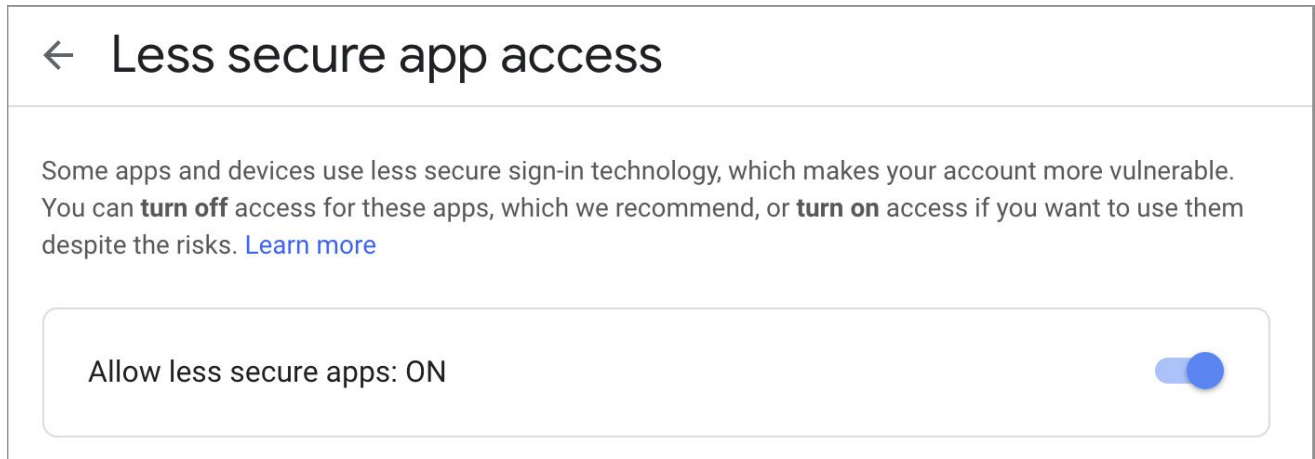 Less secure app access
Some apps and devices use less secure sign-in technology, which makes your account more vulnerable.
You can turn off access for these apps, which we recommend, or turn on access if you want to use them
despite the risks. Learn more
Allow less secure apps: ON